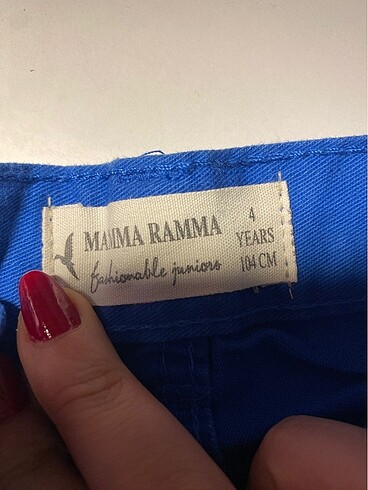 MAMMA RAMMA
fashionable juniors
4
YEARS
104 CM